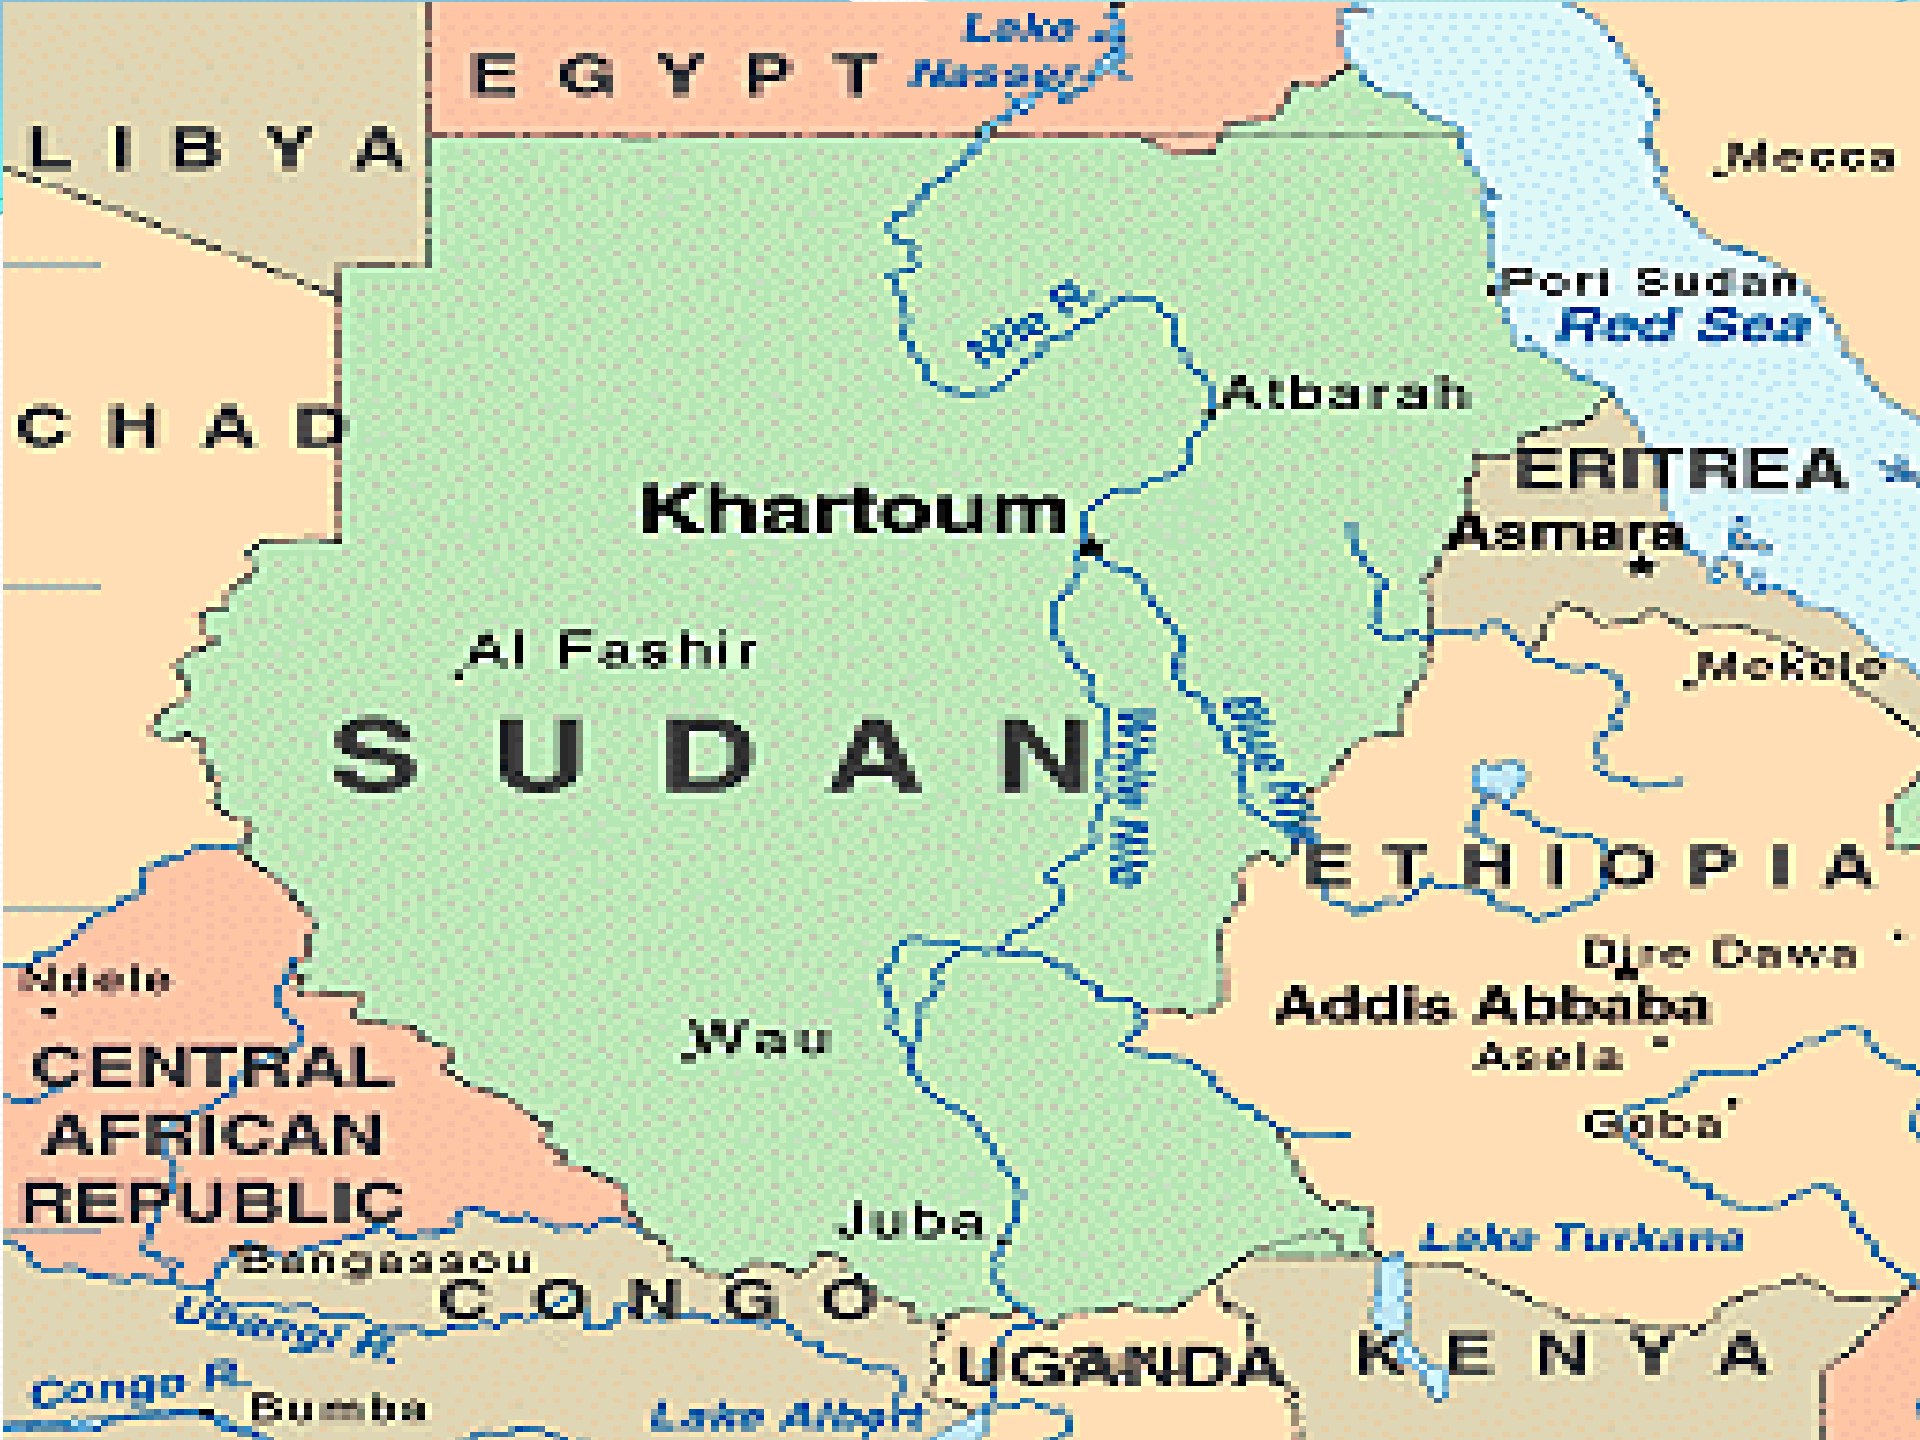 Lake
Nasser
EGYPT
LIBYA
Mecca
Port Sudan
Red Sea
Nile R.
Atbarah
CHAD
ERITREA
Khartoum
Asmara
Al Fashir
Mekele
SUDAN
White Nile
Blue Nile
ETHIOPIA
Dire Dawa
Ndele
Addis Abbaba
Wau
Asela
CENTRAL
AFRICAN
REPUBLIC
Goba
Juba
Lake Turkana
Bangassou
CONGO
Ubangi R.
UGANDA
KENYA
Congo R.
Bumba
Lake Albert